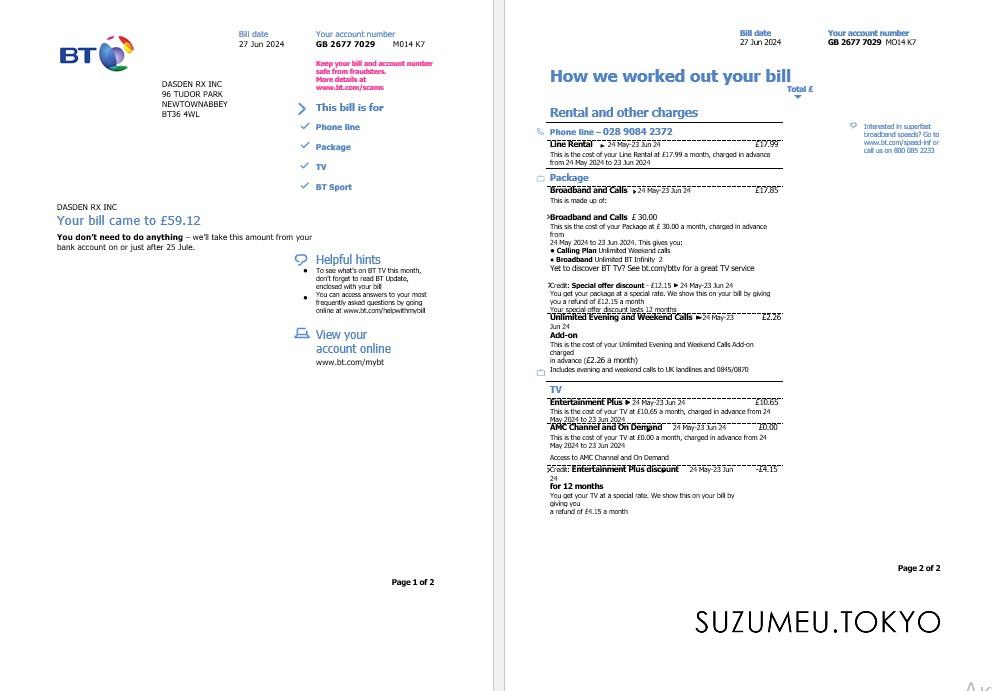 BT
Bill date
27 Jun 2024
Your account number
GB 2677 7029 M014 K7
Keep your bill and account number
safe from fraudsters.
More details at
www.bt.com/scams
DASDEN RX INC
96 TUDOR PARK
NEWTOWNABBEY
BT36 4WL
This bill is for
Phone line
Package
TV
BT Sport
DASDEN RX INC
Your bill came to £59.12
You don't need to do anything – we'll take this amount from your
bank account on or just after 25 Jule.
Helpful hints
● To see what's on BT TV this month,
don't forget to read BT Update,
enclosed with your bill
● You can access answers to your most
frequently asked questions by going
online at www.bt.com/helpwithmybill
View your
account online
www.bt.com/mybt
Page 1 of 2
Bill date
27 Jun 2024
Your account number
GB 2677 7029 MO14 K7
How we worked out your bill
Total £
Rental and other charges
Phone line – 028 9084 2372
Line Rental ► 24 May-23 Jun 24 £17.99
This is the cost of your Line Rental at £17.99 a month, charged in advance
from 24 May 2024 to 23 Jun 2024
Interested in superfast
broadband speeds? Go to
www.bt.com/speed-inf or
call us on 800 085 2233
Package
Broadband and Calls ► 24 May-23 Jun 24 £17.85
This is made up of:
Broadband and Calls £ 30.00
This sis the cost of your Package at £ 30.00 a month, charged in advance
from
24 May 2024 to 23 Jun 2024. This gives you:
● Calling Plan Unlimited Weekend calls
● Broadband Unlimited BT Infinity 2
Yet to discover BT TV? See bt.com/bttv for a great TV service
Credit: Special offer discount - £12.15 ► 24 May-23 Jun 24
You get your package at a special rate. We show this on your bill by giving
you a refund of £12.15 a month
Your special offer discount lasts 12 months
Unlimited Evening and Weekend Calls ► 24 May-23 £2.26
Jun 24
Add-on
This is the cost of your Unlimited Evening and Weekend Calls Add-on
charged
in advance (£2.26 a month)
Includes evening and weekend calls to UK landlines and 0845/0870
TV
Entertainment Plus ► 24 May-23 Jun 24 £10.65
This is the cost of your TV at £10.65 a month, charged in advance from 24
May 2024 to 23 Jun 2024
AMC Channel and On Demand 24 May-23 Jun 24 £0.00
This is the cost of your TV at £0.00 a month, charged in advance from 24
May 2024 to 23 Jun 2024
Access to AMC Channel and On Demand
Credit: Entertainment Plus discount 24 May-23 Jun -£4.15
24
for 12 months
You get your TV at a special rate. We show this on your bill by
giving you
a refund of £4.15 a month
Page 2 of 2
SUZUMEU.TOKYO